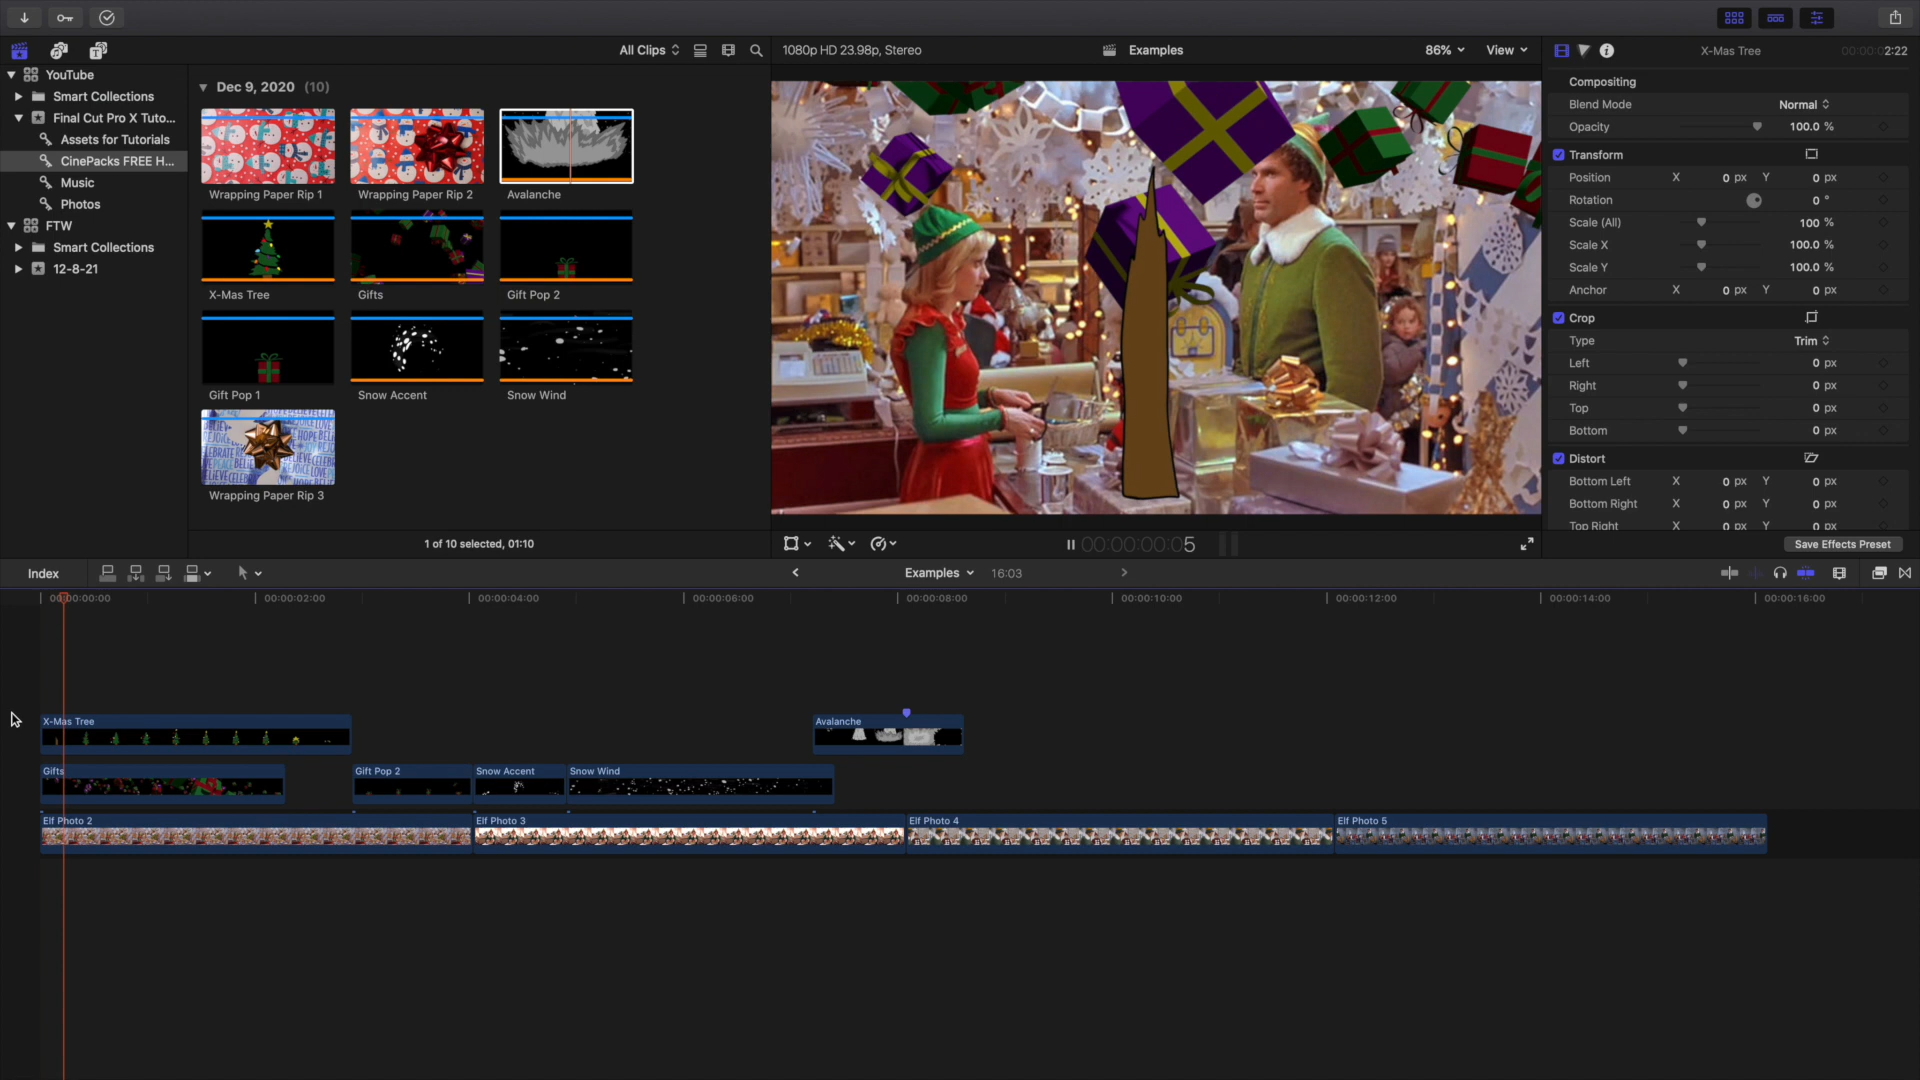 All Clips
1080p HD 23.98p, Stereo
Examples
86%
View
X-Mas Tree
00:00:02:22
YouTube
Smart Collections
Final Cut Pro X Tuto...
Assets for Tutorials
CinePacks FREE H...
Music
Photos
FTW
Smart Collections
12-8-21
Dec 9, 2020 (10)
Wrapping Paper Rip 1
Wrapping Paper Rip 2
Avalanche
X-Mas Tree
Gifts
Gift Pop 2
Gift Pop 1
Snow Accent
Snow Wind
Wrapping Paper Rip 3
1 of 10 selected, 01:10
00:00:00:05
Compositing
Blend Mode Normal
Opacity 100.0 %
Transform
Position X 0 px Y 0 px
Rotation 0 °
Scale (All) 100 %
Scale X 100.0 %
Scale Y 100.0 %
Anchor X 0 px Y 0 px
Crop
Type Trim
Left 0 px
Right 0 px
Top 0 px
Bottom 0 px
Distort
Bottom Left X 0 px Y 0 px
Bottom Right X 0 px Y 0 px
Top Right X 0 px Y 0 px
Save Effects Preset
Index
Examples 16:03
00:00:00:00 00:00:02:00 00:00:04:00 00:00:06:00 00:00:08:00 00:00:10:00 00:00:12:00 00:00:14:00 00:00:16:00
X-Mas Tree
Avalanche
Gifts
Gift Pop 2
Snow Accent
Snow Wind
Elf Photo 2
Elf Photo 3
Elf Photo 4
Elf Photo 5